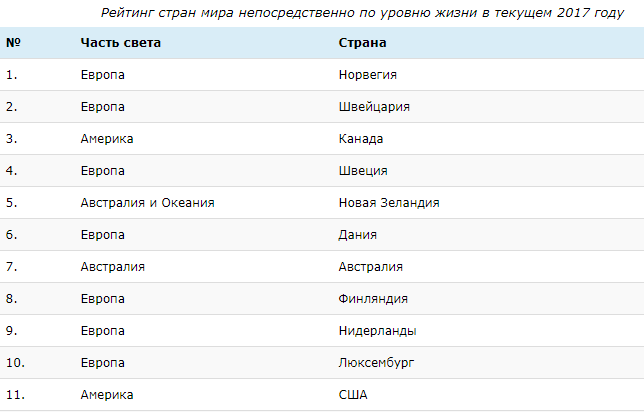 Рейтинг стран мира непосредственно по уровню жизни в текущем 2017 году
№ Часть света Страна
1. Европа Норвегия
2. Европа Швейцария
3. Америка Канада
4. Европа Швеция
5. Австралия и Океания Новая Зеландия
6. Европа Дания
7. Австралия Австралия
8. Европа Финляндия
9. Европа Нидерланды
10. Европа Люксембург
11. Америка США